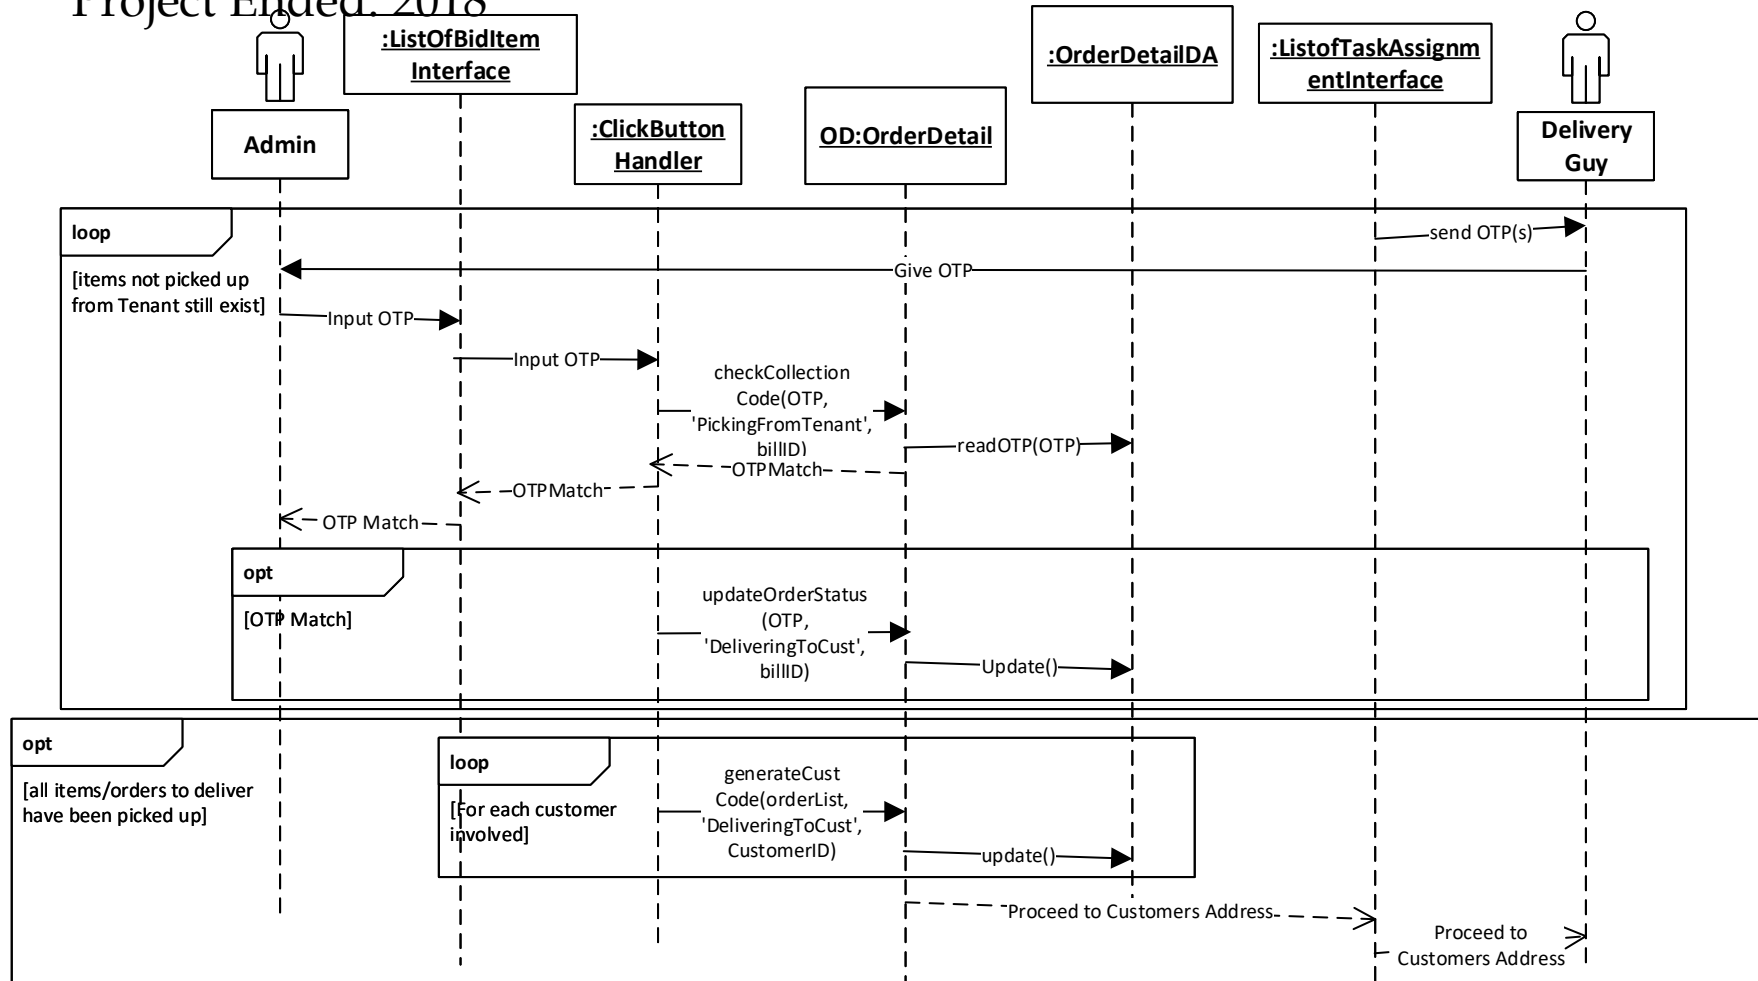 Project Ended: 2018
:ListOfBidItem
Interface
:ClickButton
Handler
OD:OrderDetail
:OrderDetailDA
:ListofTaskAssignm
entInterface
Admin
Delivery
Guy
loop
[items not picked up
from Tenant still exist]
send OTP(s)
Give OTP
Input OTP
Input OTP
checkCollection
Code(OTP,
'PickingFromTenant',
billID)
readOTP(OTP)
OTPMatch
OTPMatch
OTP Match
opt
[OTP Match]
updateOrderStatus
(OTP,
'DeliveringToCust',
billID)
Update()
opt
[all items/orders to deliver
have been picked up]
loop
[For each customer
involved]
generateCust
Code(orderList,
'DeliveringToCust',
CustomerID)
update()
Proceed to Customers Address
Proceed to
Customers Address